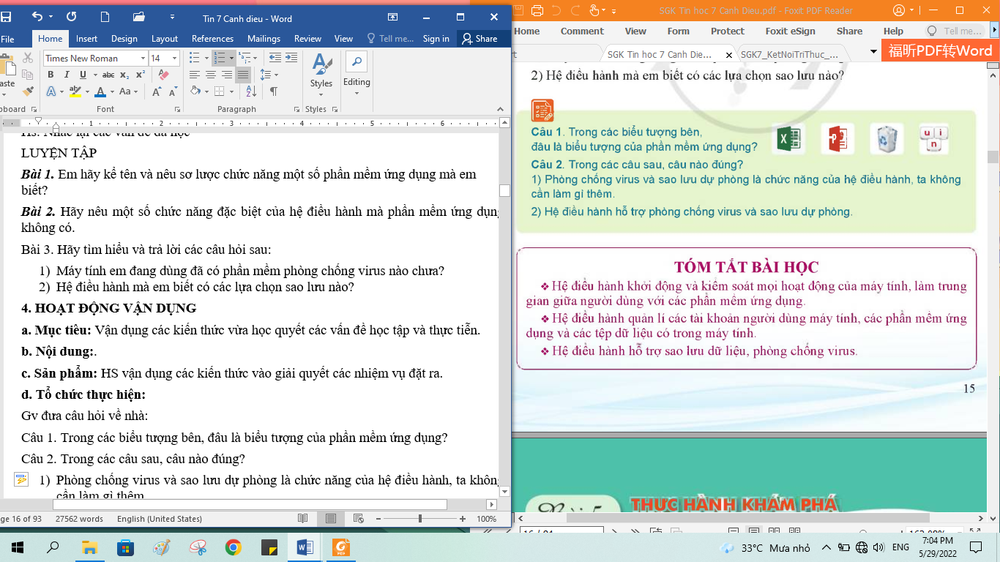 Tin 7 Canh dieu - Word
File
Home
Insert
Design
Layout
References
Mailings
Review
View
Tell me...
Sign in
Share
Times New Roman
14
Styles
Editing
Font
Paragraph
Styles
1 2 3 4 5 6
Hs: Nhắc lại các vấn đề đã học
LUYỆN TẬP
Bài 1. Em hãy kể tên và nêu sơ lược chức năng một số phần mềm ứng dụng mà em
biết?
Bài 2. Hãy nêu một số chức năng đặc biệt của hệ điều hành mà phần mềm ứng dụng
không có.
Bài 3. Hãy tìm hiểu và trả lời các câu hỏi sau:
1) Máy tính em đang dùng đã có phần mềm phòng chống virus nào chưa?
2) Hệ điều hành mà em biết có các lựa chọn sao lưu nào?
4. HOẠT ĐỘNG VẬN DỤNG
a. Mục tiêu: Vận dụng các kiến thức vừa học quyết các vấn đề học tập và thực tiễn.
b. Nội dung:.
c. Sản phẩm: HS vận dụng các kiến thức vào giải quyết các nhiệm vụ đặt ra.
d. Tổ chức thực hiện:
Gv đưa câu hỏi về nhà:
Câu 1. Trong các biểu tượng bên, đâu là biểu tượng của phần mềm ứng dụng?
Câu 2. Trong các câu sau, câu nào đúng?
1) Phòng chống virus và sao lưu dự phòng là chức năng của hệ điều hành, ta không
cần làm gì thêm.
ge 16 of 93
27562 words
English (United States)
100%
SGK Tin hoc 7 Canh Dieu.pdf - Foxit PDF Reader
Home
Comment
View
Form
Protect
Foxit eSign
Share
Help
Tell me...
SGK Tin hoc 7 Canh Die...
SGK7_KetNoiTriThuc_...
福昕PDF转Word
2) Hệ điều hành mà em biết có các lựa chọn sao lưu nào?
Câu 1. Trong các biểu tượng bên,
đâu là biểu tượng của phần mềm ứng dụng?
X
P
u i
n
Câu 2. Trong các câu sau, câu nào đúng?
1) Phòng chống virus và sao lưu dự phòng là chức năng của hệ điều hành, ta không
cần làm gì thêm.
2) Hệ điều hành hỗ trợ phòng chống virus và sao lưu dự phòng.
TÓM TẮT BÀI HỌC
❖ Hệ điều hành khởi động và kiểm soát mọi hoạt động của máy tính, làm trung
gian giữa người dùng với các phần mềm ứng dụng.
❖ Hệ điều hành quản lí các tài khoản người dùng máy tính, các phần mềm ứng
dụng và các tệp dữ liệu có trong máy tính.
❖ Hệ điều hành hỗ trợ sao lưu dữ liệu, phòng chống virus.
15
Bài 5
THỰC HÀNH KHÁM PHÁ
33°C Mưa nhỏ
ENG
7:04 PM
5/29/2022